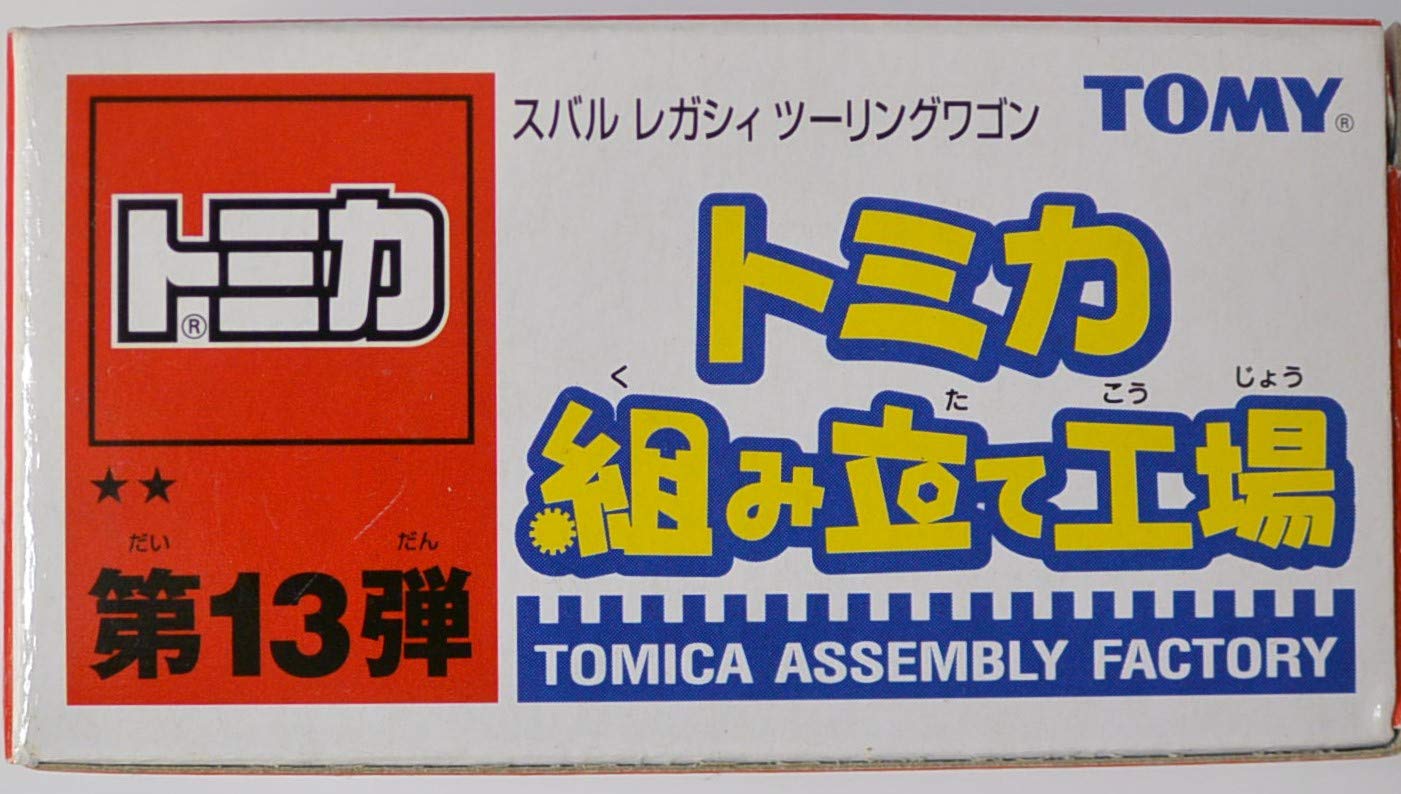 トミカ®
★★
だい だん
第13弾
スバル レガシィ ツーリングワゴン
TOMY®
トミカ
く た こう じょう
組み立て工場
TOMICA ASSEMBLY FACTORY